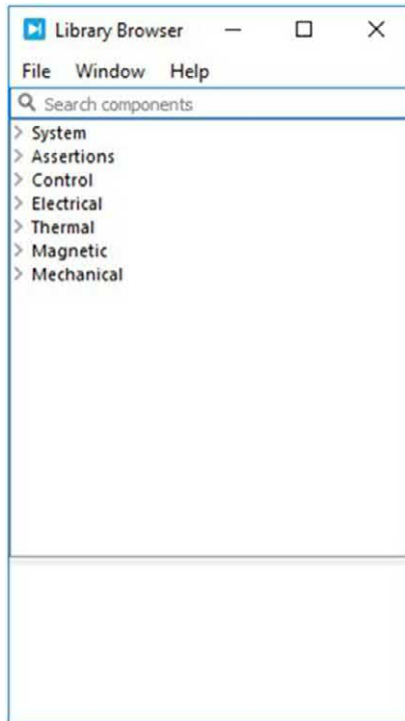 Library Browser
File Window Help
Search components
System
Assertions
Control
Electrical
Thermal
Magnetic
Mechanical